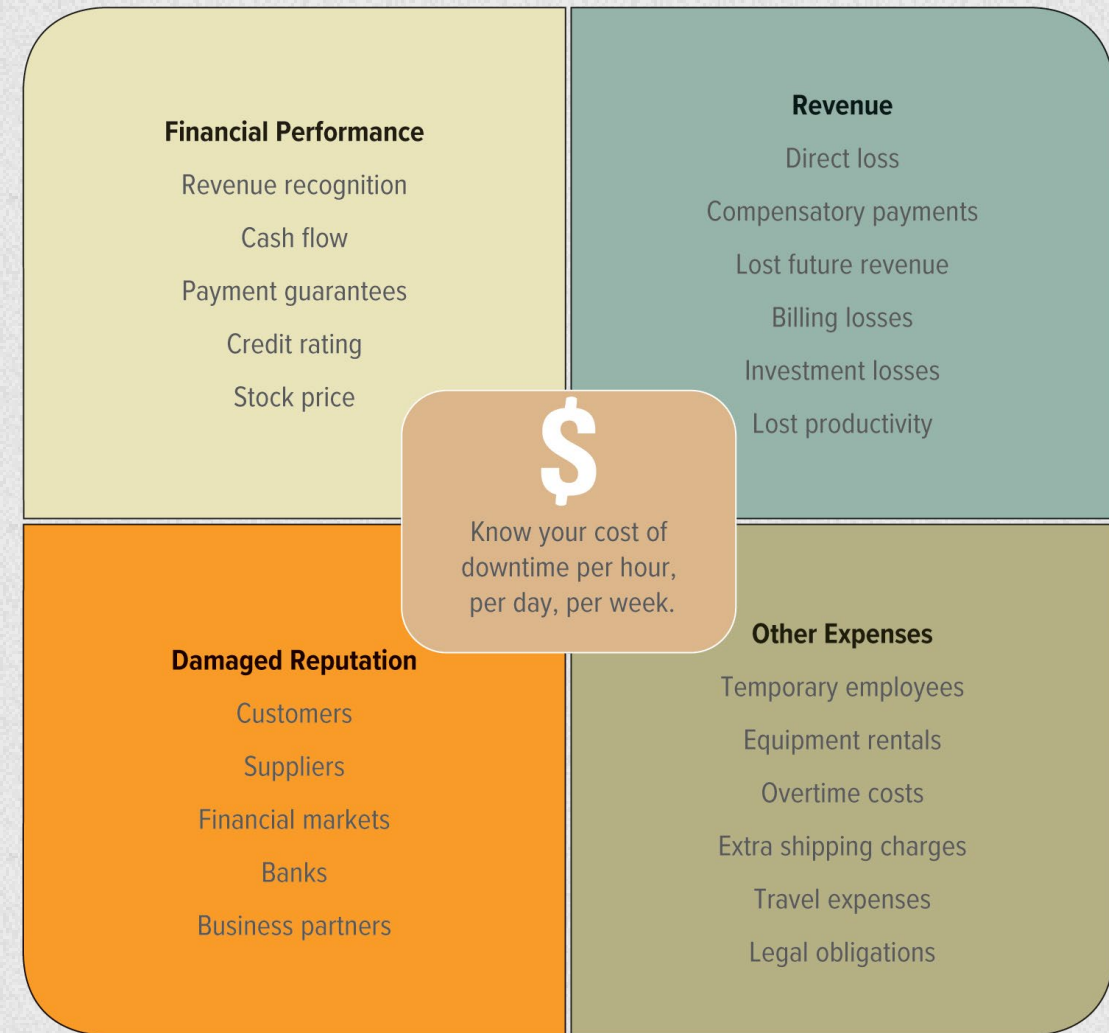 Financial Performance
Revenue recognition
Cash flow
Payment guarantees
Credit rating
Stock price
Revenue
Direct loss
Compensatory payments
Lost future revenue
Billing losses
Investment losses
Lost productivity
$
Know your cost of
downtime per hour,
per day, per week.
Damaged Reputation
Customers
Suppliers
Financial markets
Banks
Business partners
Other Expenses
Temporary employees
Equipment rentals
Overtime costs
Extra shipping charges
Travel expenses
Legal obligations